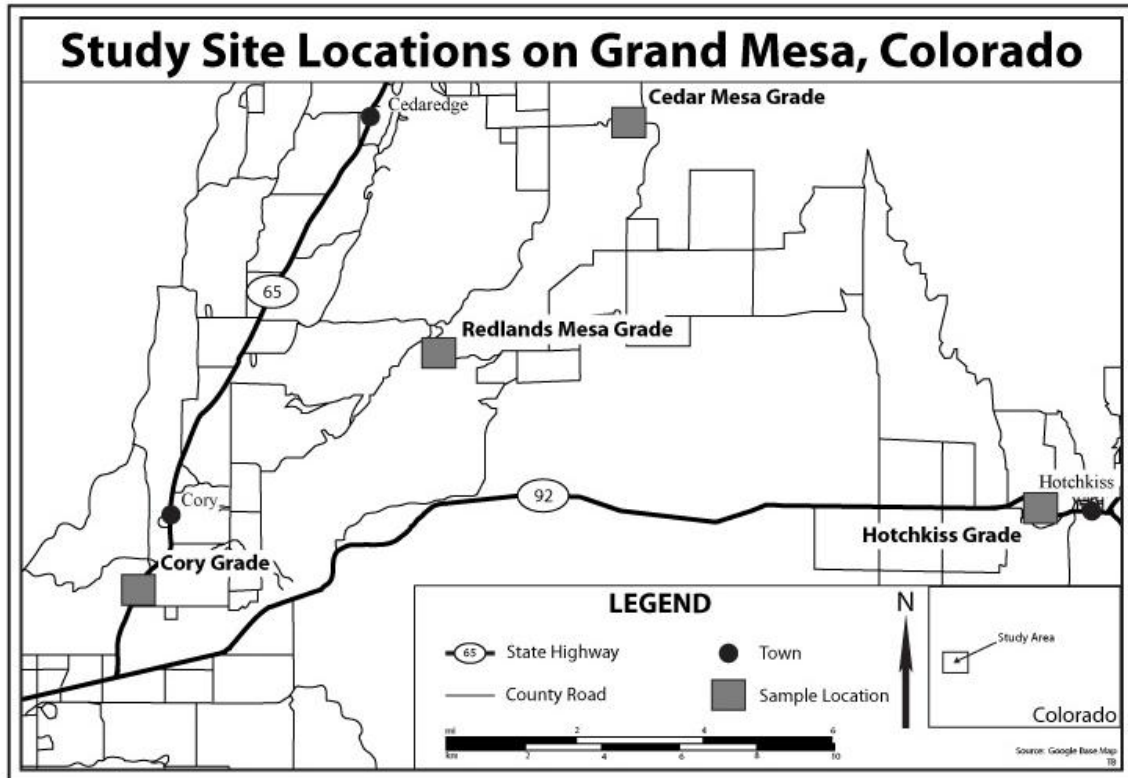 Study Site Locations on Grand Mesa, Colorado
Cedar Mesa Grade
Cedaredge
65
Redlands Mesa Grade
92
Hotchkiss
Cory
Hotchkiss Grade
Cory Grade
LEGEND
65 State Highway
Town
County Road
Sample Location
mi 2 4 6
km 2 4 6 8 10
N
Study Area
Colorado
Source: Google Base Map
TB